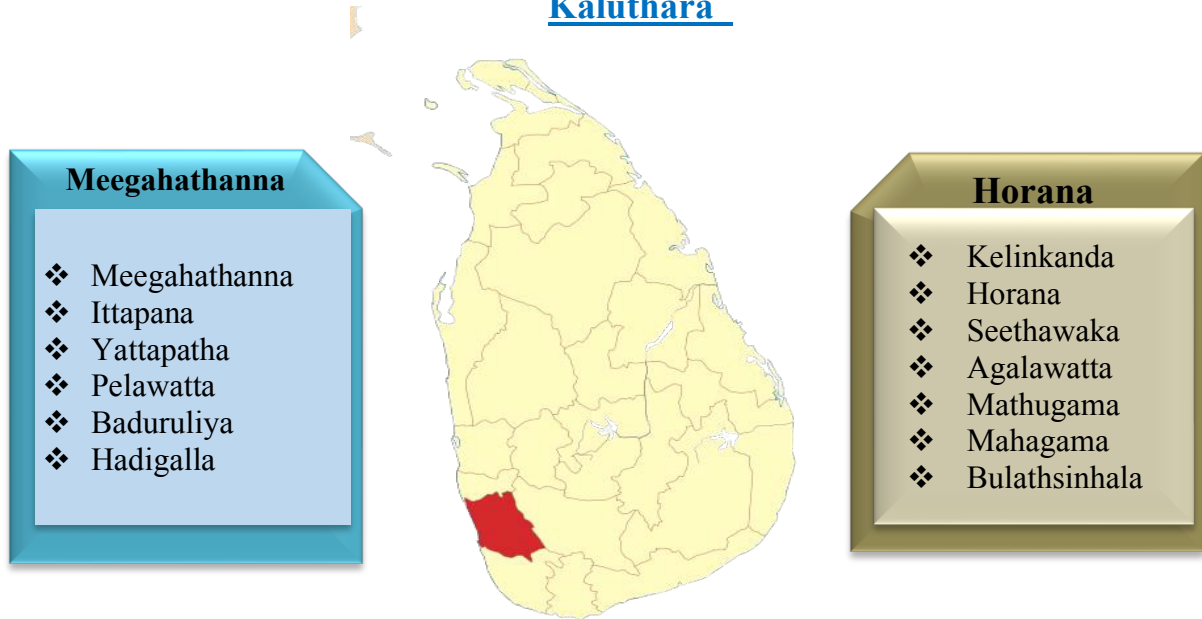 Kaluthara
Meegahathanna
❖ Meegahathanna
❖ Ittapana
❖ Yattapatha
❖ Pelawatta
❖ Baduruliya
❖ Hadigalla
Horana
❖ Kelinkanda
❖ Horana
❖ Seethawaka
❖ Agalawatta
❖ Mathugama
❖ Mahagama
❖ Bulathsinhala